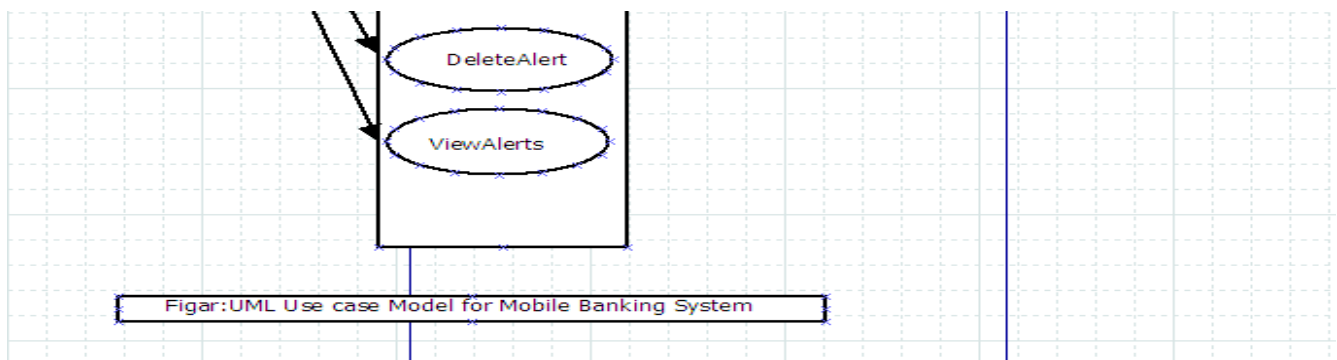 DeleteAlert
ViewAlerts
Figar:UML Use case Model for Mobile Banking System